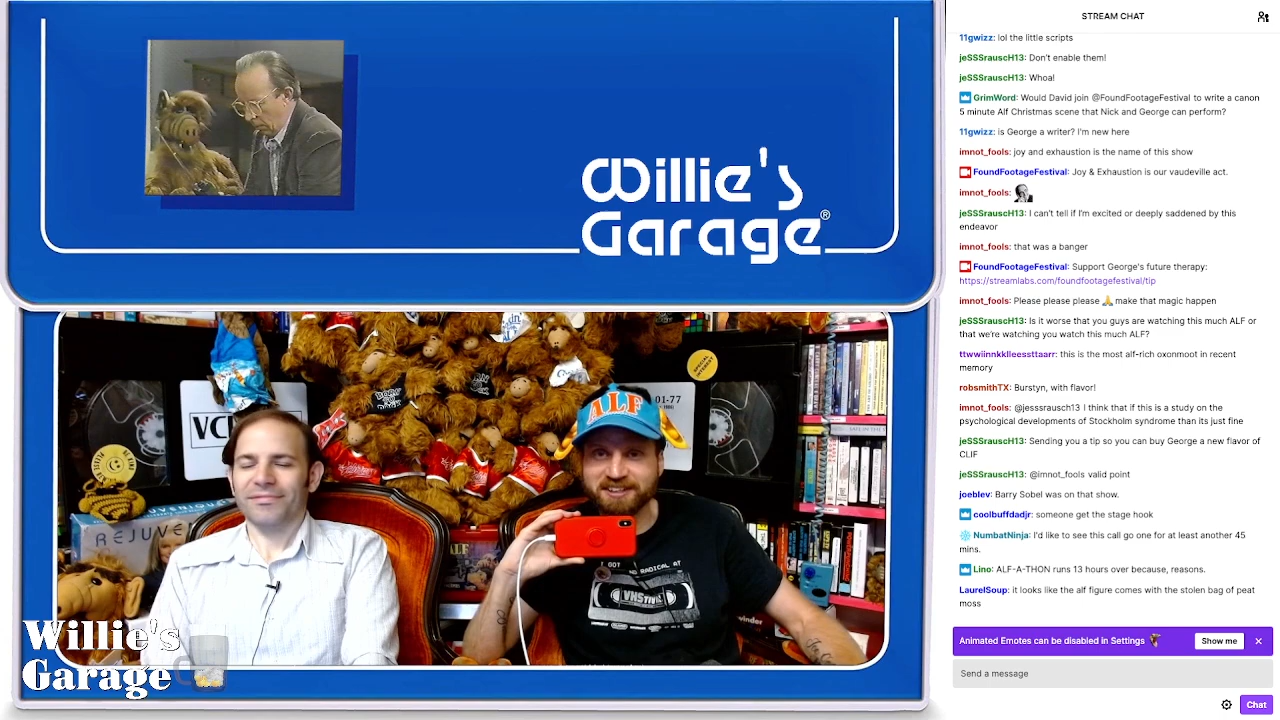 Willie's
Garage®
VC
ALF
01-77
SPECIAL
INTEREST
REJUVE
ALF
I GOT RADICAL AT
VHSTIVAL
Willie's
Garage
STREAM CHAT
11gwizz: lol the little scripts
jeSSSrauscH13: Don't enable them!
jeSSSrauscH13: Whoa!
GrimWord: Would David join @FoundFootageFestival to write a canon
5 minute Alf Christmas scene that Nick and George can perform?
11gwizz: is George a writer? I'm new here
imnot_fools: joy and exhaustion is the name of this show
FoundFootageFestival: Joy & Exhaustion is our vaudeville act.
imnot_fools:
jeSSSrauscH13: I can't tell if I'm excited or deeply saddened by this
endeavor
imnot_fools: that was a banger
FoundFootageFestival: Support George's future therapy:
https://streamlabs.com/foundfootagefestival/tip
imnot_fools: Please please please 🙏 make that magic happen
jeSSSrauscH13: Is it worse that you guys are watching this much ALF or
that we're watching you watch this much ALF?
ttwwiinnkklleessttaarr: this is the most alf-rich oxonmoot in recent
memory
robsmithTX: Burstyn, with flavor!
imnot_fools: @jesssrausch13 I think that if this is a study on the
psychological developments of Stockholm syndrome than its just fine
jeSSSrauscH13: Sending you a tip so you can buy George a new flavor of
CLIF
jeSSSrauscH13: @imnot_fools valid point
joeblev: Barry Sobel was on that show.
coolbuffdadjr: someone get the stage hook
NumbatNinja: I'd like to see this call go one for at least another 45
mins.
Lino: ALF-A-THON runs 13 hours over because, reasons.
LaurelSoup: it looks like the alf figure comes with the stolen bag of peat
moss
Animated Emotes can be disabled in Settings
Show me
Send a message
Chat